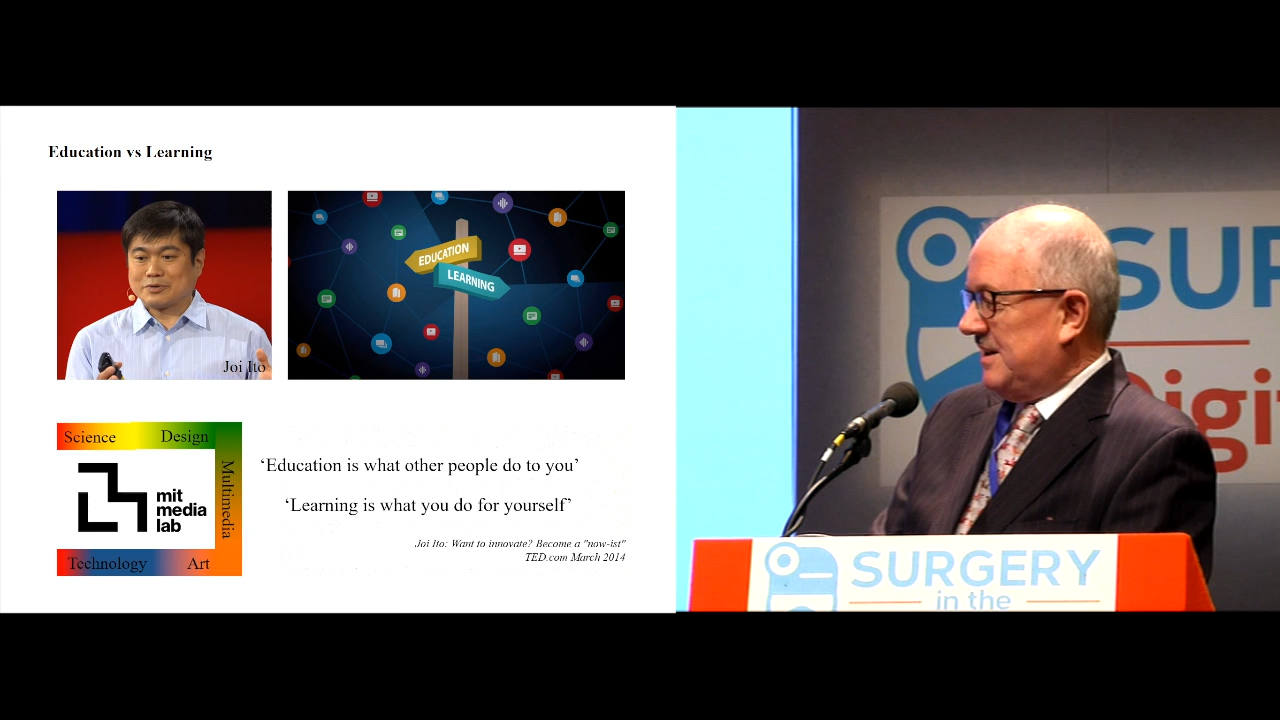 Education vs Learning
Joi Ito
EDUCATION
LEARNING
Science Design
Multimedia
mit
media
lab
Technology Art
‘Education is what other people do to you’
‘Learning is what you do for yourself’
Joi Ito: Want to innovate? Become a "now-ist"
TED.com March 2014
SUR
Digi
SURGERY
in the